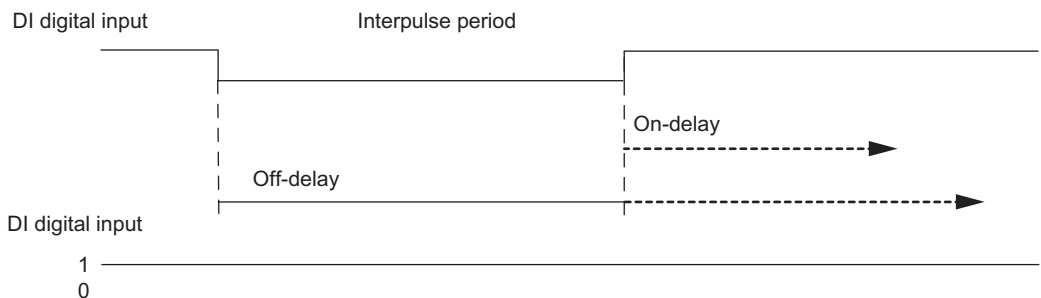 DI digital input
Interpulse period
On-delay
Off-delay
DI digital input
1
0